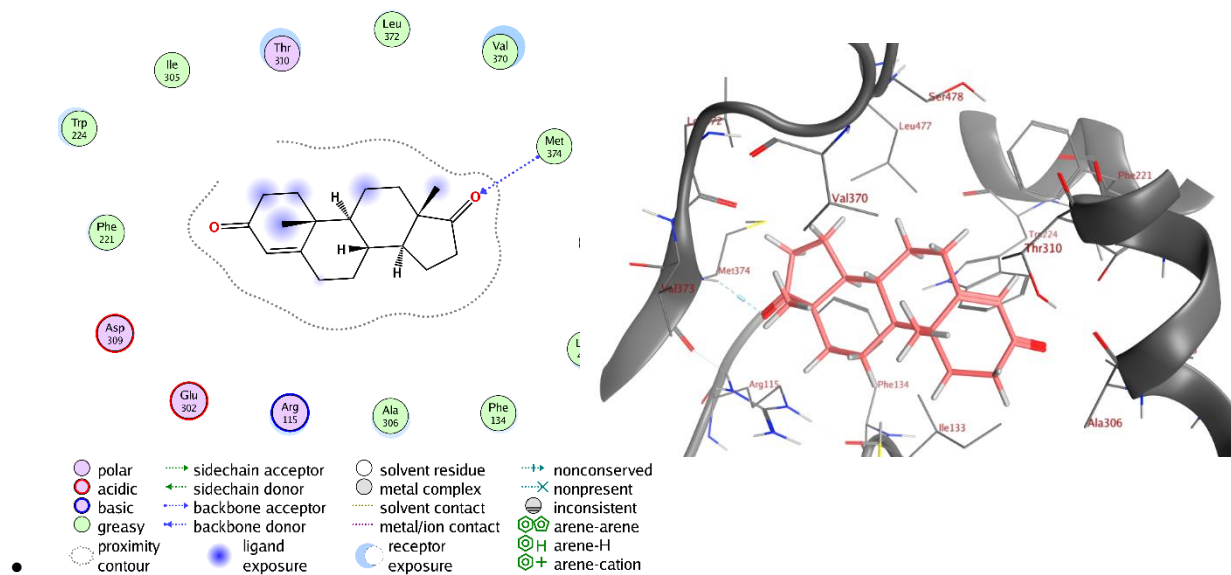 Leu
372
Thr
310
Val
370
Ile
305
Trp
224
Met
374
O
H
O
Phe
221
H
H
Asp
309
Glu
302
Arg
115
Ala
306
Phe
134
L
polar
acidic
basic
greasy
proximity
contour
sidechain acceptor
sidechain donor
backbone acceptor
backbone donor
ligand
exposure
solvent residue
metal complex
solvent contact
metal/ion contact
receptor
exposure
nonconserved
nonpresent
inconsistent
arene-arene
H arene-H
+ arene-cation
Ser478
Leu477
Phe221
Val370
Trp224
Thr310
Met374
Val373
Arg115
Phe134
Ile133
Ala306